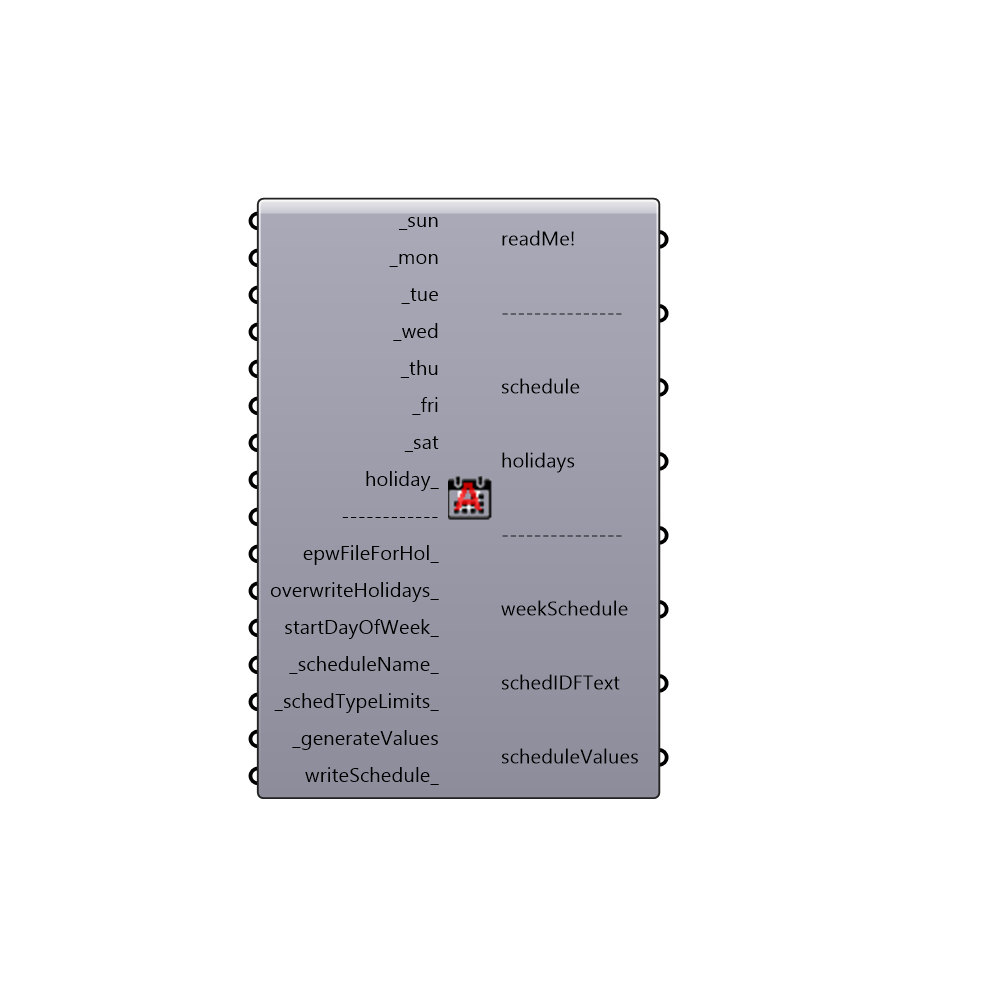 _sun
_mon
_tue
_wed
_thu
_fri
_sat
holiday_
------------
epwFileForHol_
overwriteHolidays_
startDayOfWeek_
_scheduleName_
_schedTypeLimits_
_generateValues
writeSchedule_
A
readMe!
---------------
schedule
holidays
---------------
weekSchedule
schedIDFText
scheduleValues